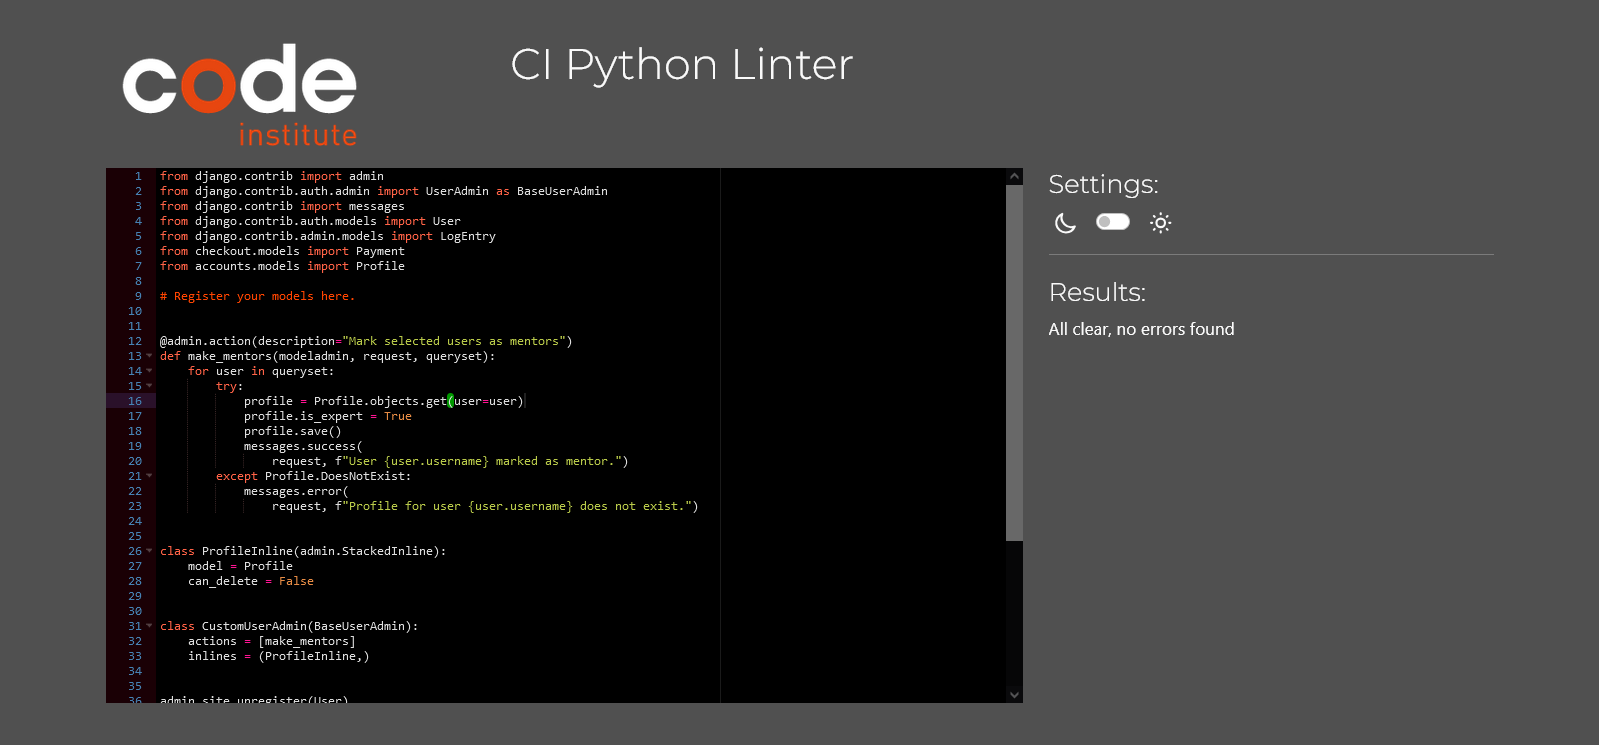 code
institute
CI Python Linter
1 from django.contrib import admin
2 from django.contrib.auth.admin import UserAdmin as BaseUserAdmin
3 from django.contrib import messages
4 from django.contrib.auth.models import User
5 from django.contrib.admin.models import LogEntry
6 from checkout.models import Payment
7 from accounts.models import Profile
8
9 # Register your models here.
10
11
12 @admin.action(description="Mark selected users as mentors")
13 def make_mentors(modeladmin, request, queryset):
14     for user in queryset:
15         try:
16             profile = Profile.objects.get(user=user)
17             profile.is_expert = True
18             profile.save()
19             messages.success(
20                 request, f"User {user.username} marked as mentor.")
21         except Profile.DoesNotExist:
22             messages.error(
23                 request, f"Profile for user {user.username} does not exist.")
24
25
26 class ProfileInline(admin.StackedInline):
27     model = Profile
28     can_delete = False
29
30
31 class CustomUserAdmin(BaseUserAdmin):
32     actions = [make_mentors]
33     inlines = (ProfileInline,)
34
35
36 admin.site.unregister(User)
Settings:
Results:
All clear, no errors found